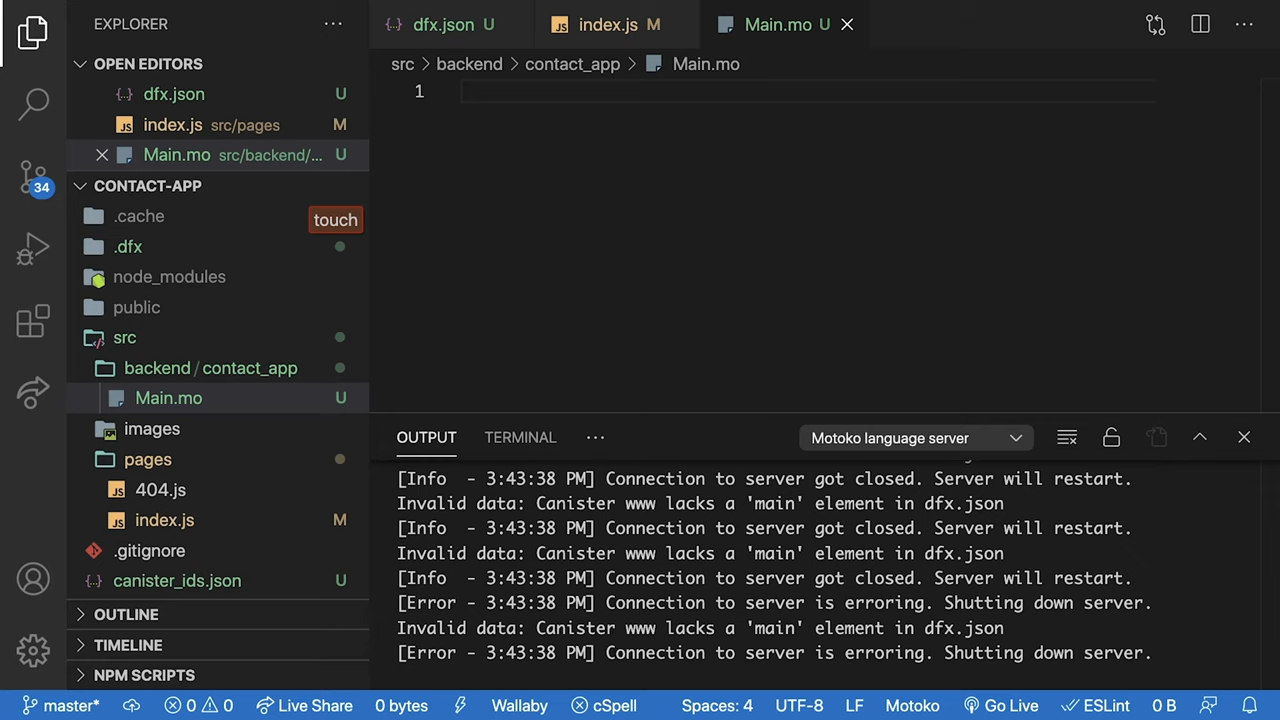 EXPLORER
OPEN EDITORS
dfx.json U
index.js src/pages M
Main.mo src/backend/... U
CONTACT-APP
.cache
touch
.dfx
node_modules
public
src
backend / contact_app
Main.mo U
images
pages
404.js
index.js M
.gitignore
canister_ids.json U
OUTLINE
TIMELINE
NPM SCRIPTS
34
dfx.json U
index.js M
Main.mo U
src > backend > contact_app > Main.mo
1
OUTPUT TERMINAL ... Motoko language server
[Info - 3:43:38 PM] Connection to server got closed. Server will restart.
Invalid data: Canister www lacks a 'main' element in dfx.json
[Info - 3:43:38 PM] Connection to server got closed. Server will restart.
Invalid data: Canister www lacks a 'main' element in dfx.json
[Info - 3:43:38 PM] Connection to server got closed. Server will restart.
[Error - 3:43:38 PM] Connection to server is erroring. Shutting down server.
Invalid data: Canister www lacks a 'main' element in dfx.json
[Error - 3:43:38 PM] Connection to server is erroring. Shutting down server.
master* 0 0 Live Share 0 bytes Wallaby cSpell Spaces: 4 UTF-8 LF Motoko Go Live ESLint 0 B